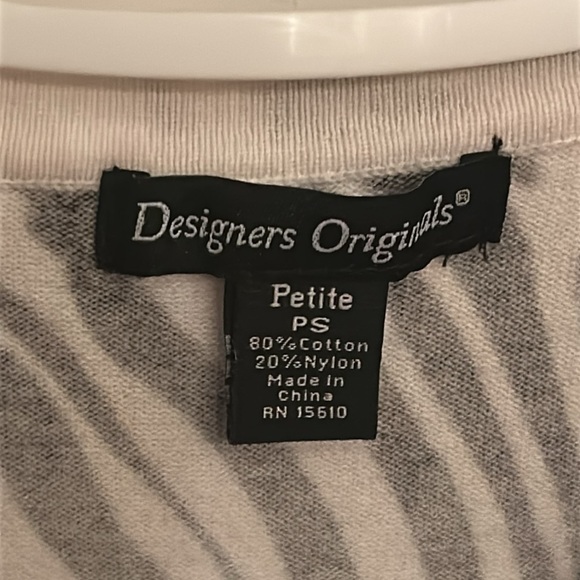 Designers Originals®
Petite
PS
80%Cotton
20%Nylon
Made In
China
RN 15610